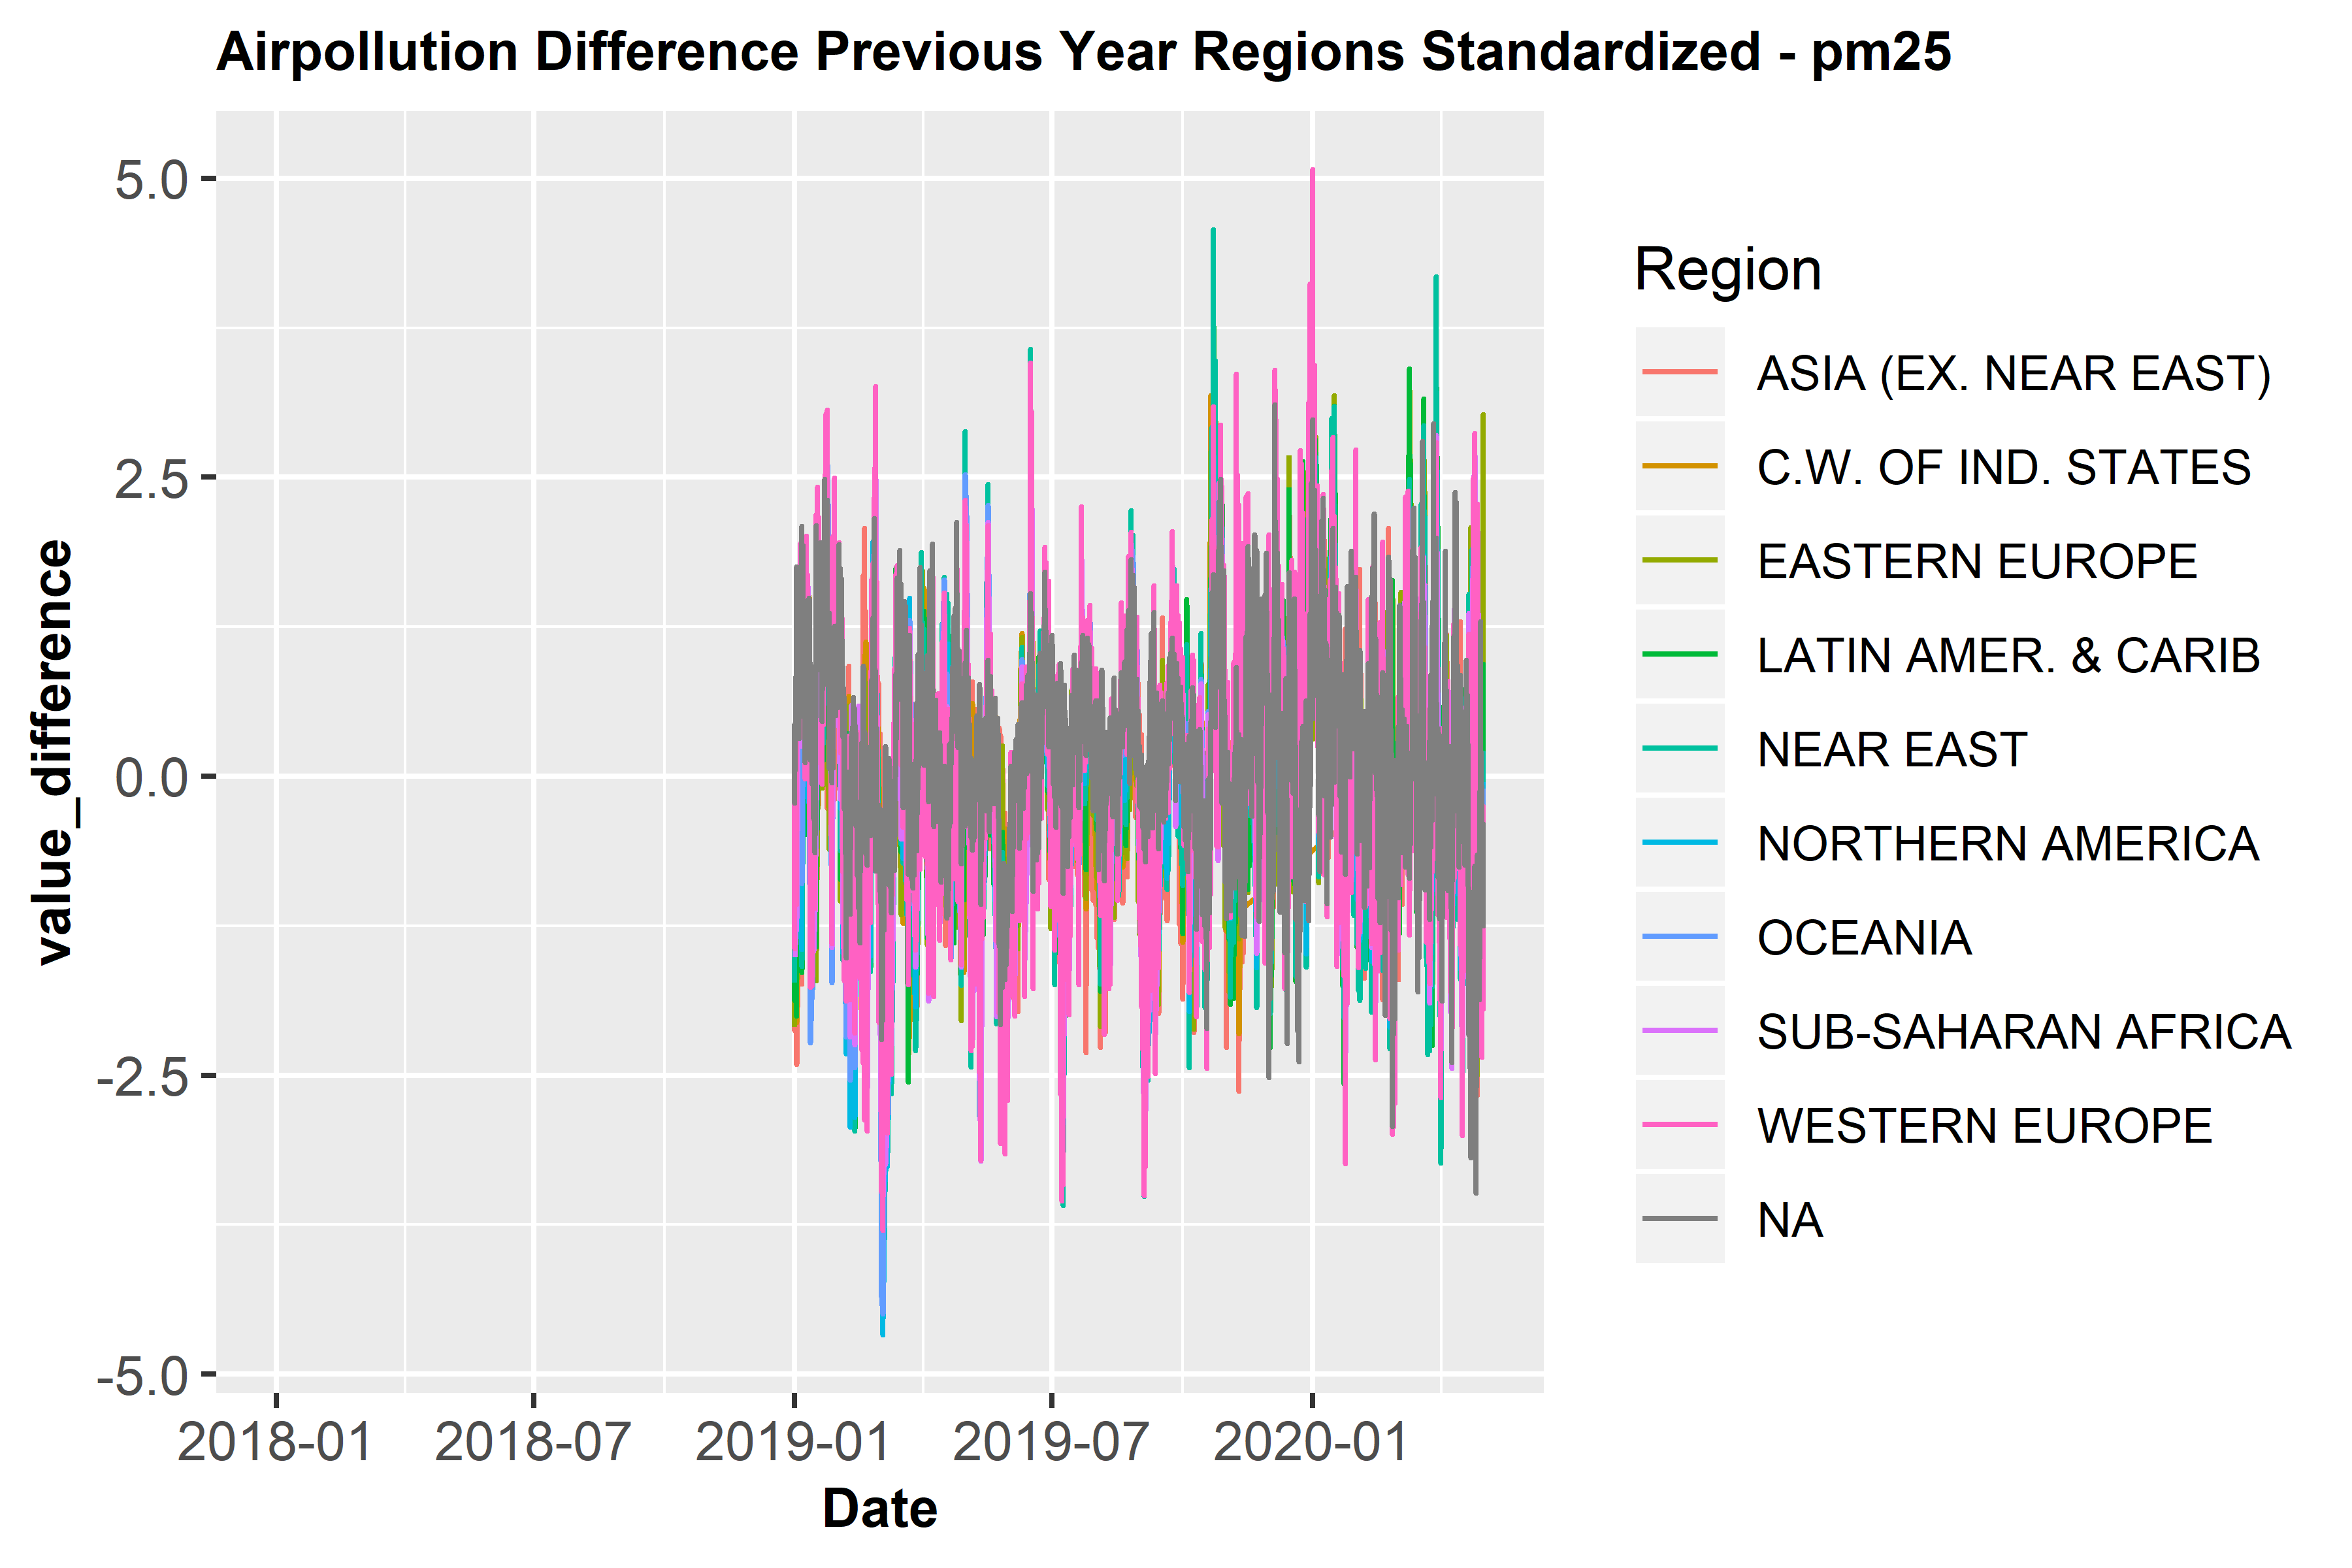 Airpollution Difference Previous Year Regions Standardized - pm25
value_difference
5.0
2.5
0.0
-2.5
-5.0
2018-01
2018-07
2019-01
2019-07
2020-01
Date
Region
ASIA (EX. NEAR EAST)
C.W. OF IND. STATES
EASTERN EUROPE
LATIN AMER. & CARIB
NEAR EAST
NORTHERN AMERICA
OCEANIA
SUB-SAHARAN AFRICA
WESTERN EUROPE
NA